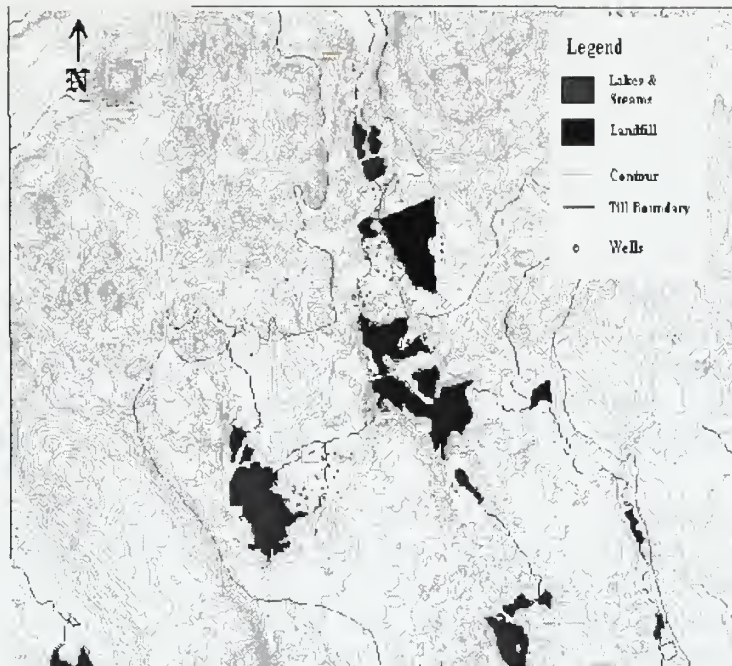 N
Legend
Lakes &
Streams
Landfill
Contour
Till Boundary
Wells